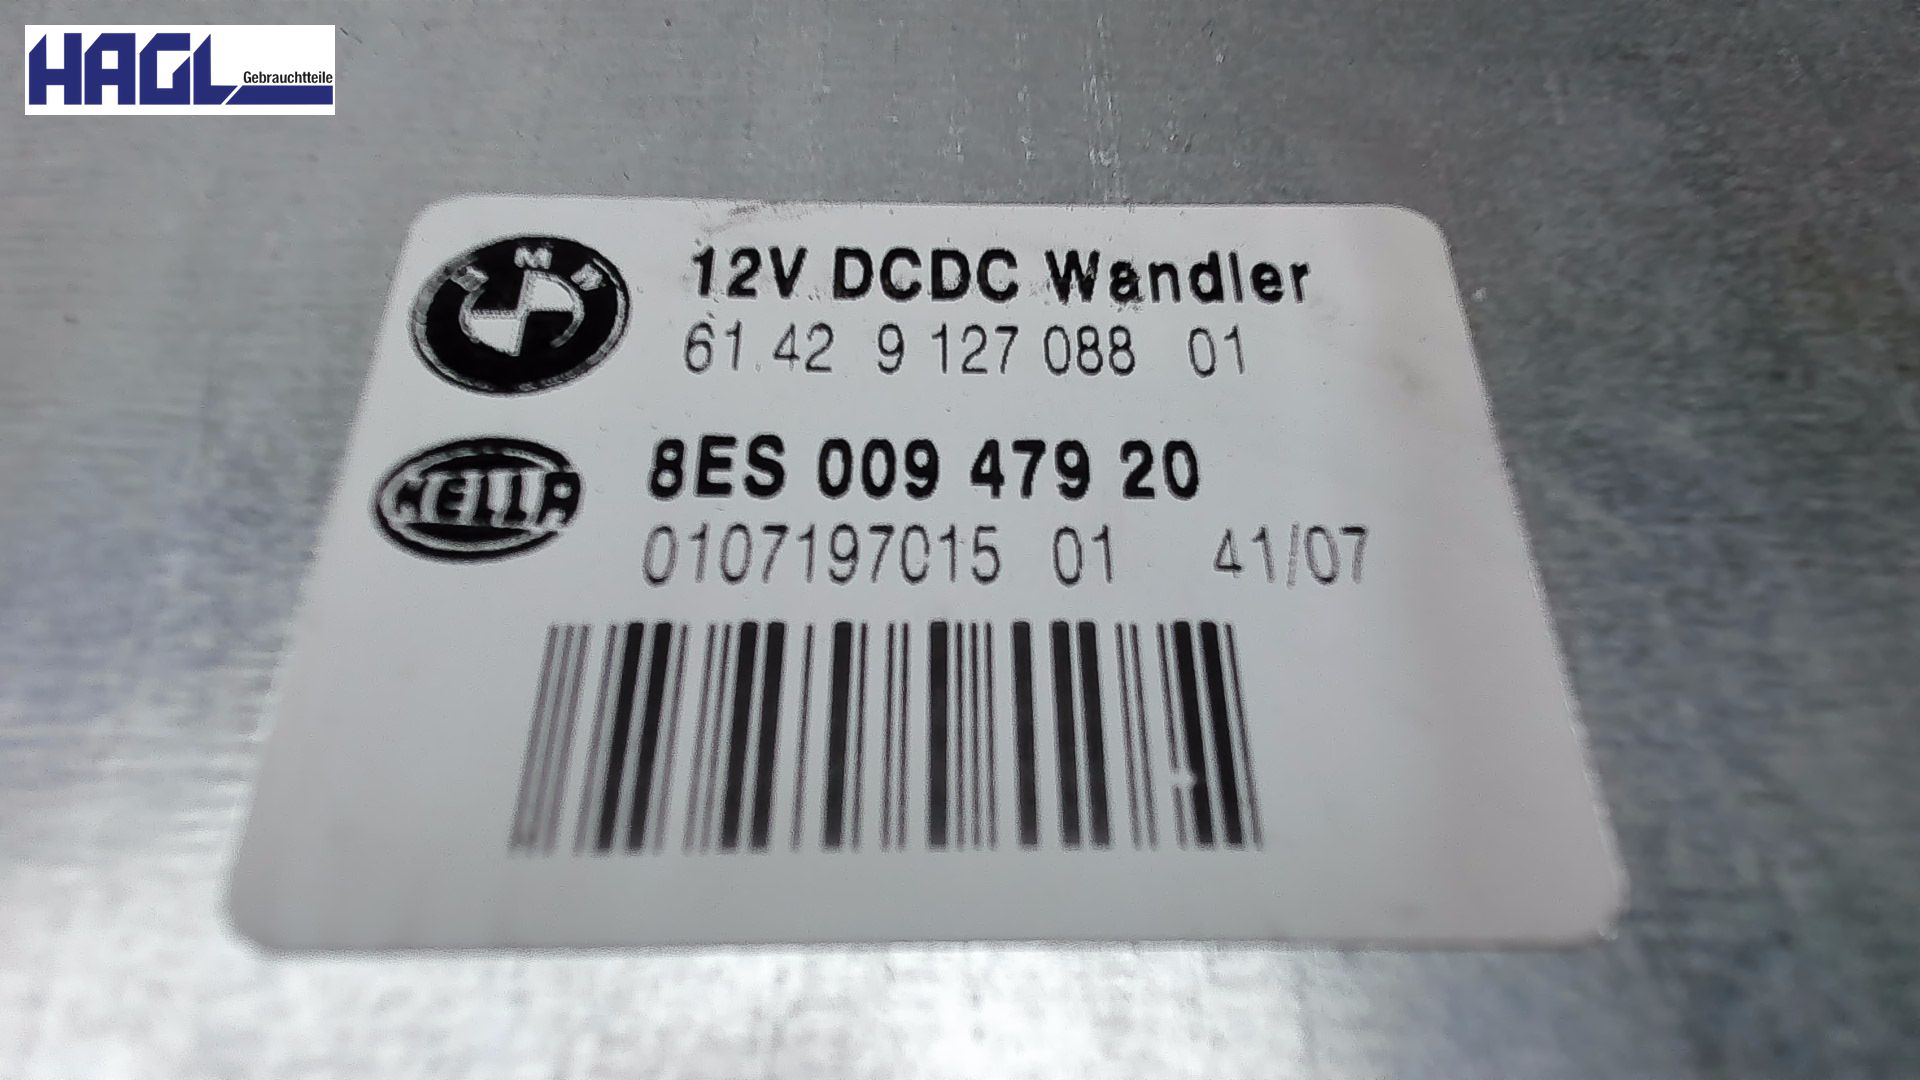 HAGL
Gebrauchtteile
BMW
12V DCDC Wandler
61.42 9 127 088 01
HELLA
8ES 009 479 20
0107197015 01 41/07